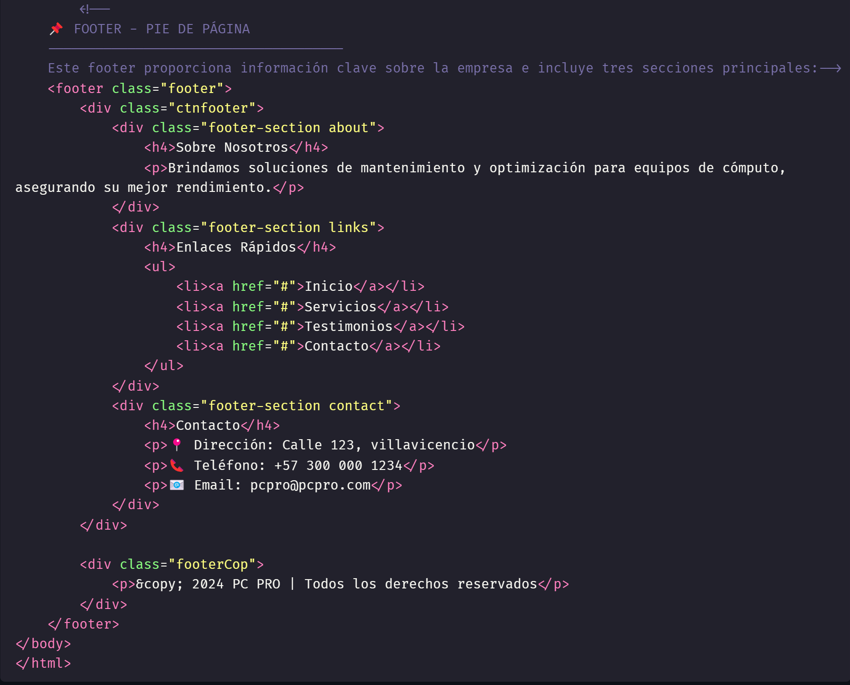 <!--
    📌 FOOTER - PIE DE PÁGINA
    -------------------------------------
    Este footer proporciona información clave sobre la empresa e incluye tres secciones principales:-->
    <footer class="footer">
        <div class="ctnfooter">
            <div class="footer-section about">
                <h4>Sobre Nosotros</h4>
                <p>Brindamos soluciones de mantenimiento y optimización para equipos de cómputo,
asegurando su mejor rendimiento.</p>
            </div>
            <div class="footer-section links">
                <h4>Enlaces Rápidos</h4>
                <ul>
                    <li><a href="#">Inicio</a></li>
                    <li><a href="#">Servicios</a></li>
                    <li><a href="#">Testimonios</a></li>
                    <li><a href="#">Contacto</a></li>
                </ul>
            </div>
            <div class="footer-section contact">
                <h4>Contacto</h4>
                <p>📍 Dirección: Calle 123, villavicencio</p>
                <p>📞 Teléfono: +57 300 000 1234</p>
                <p>📧 Email: pcpro@pcpro.com</p>
            </div>
        </div>

        <div class="footerCop">
            <p>&copy; 2024 PC PRO | Todos los derechos reservados</p>
        </div>
    </footer>
</body>
</html>